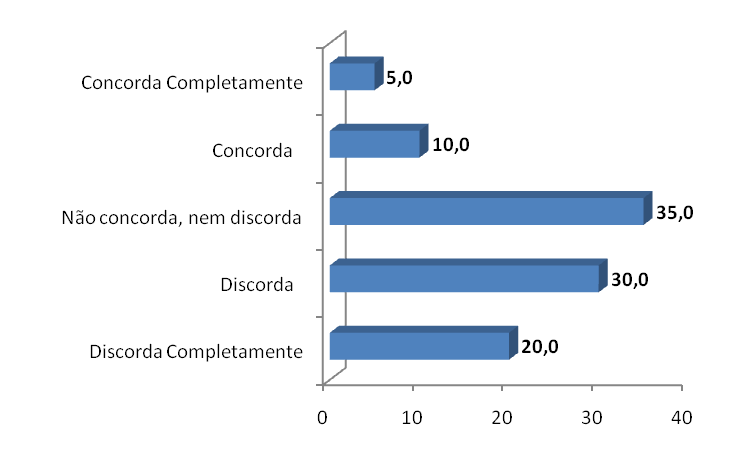 Concorda Completamente 5,0
Concorda 10,0
Não concorda, nem discorda 35,0
Discorda 30,0
Discorda Completamente 20,0
0 10 20 30 40